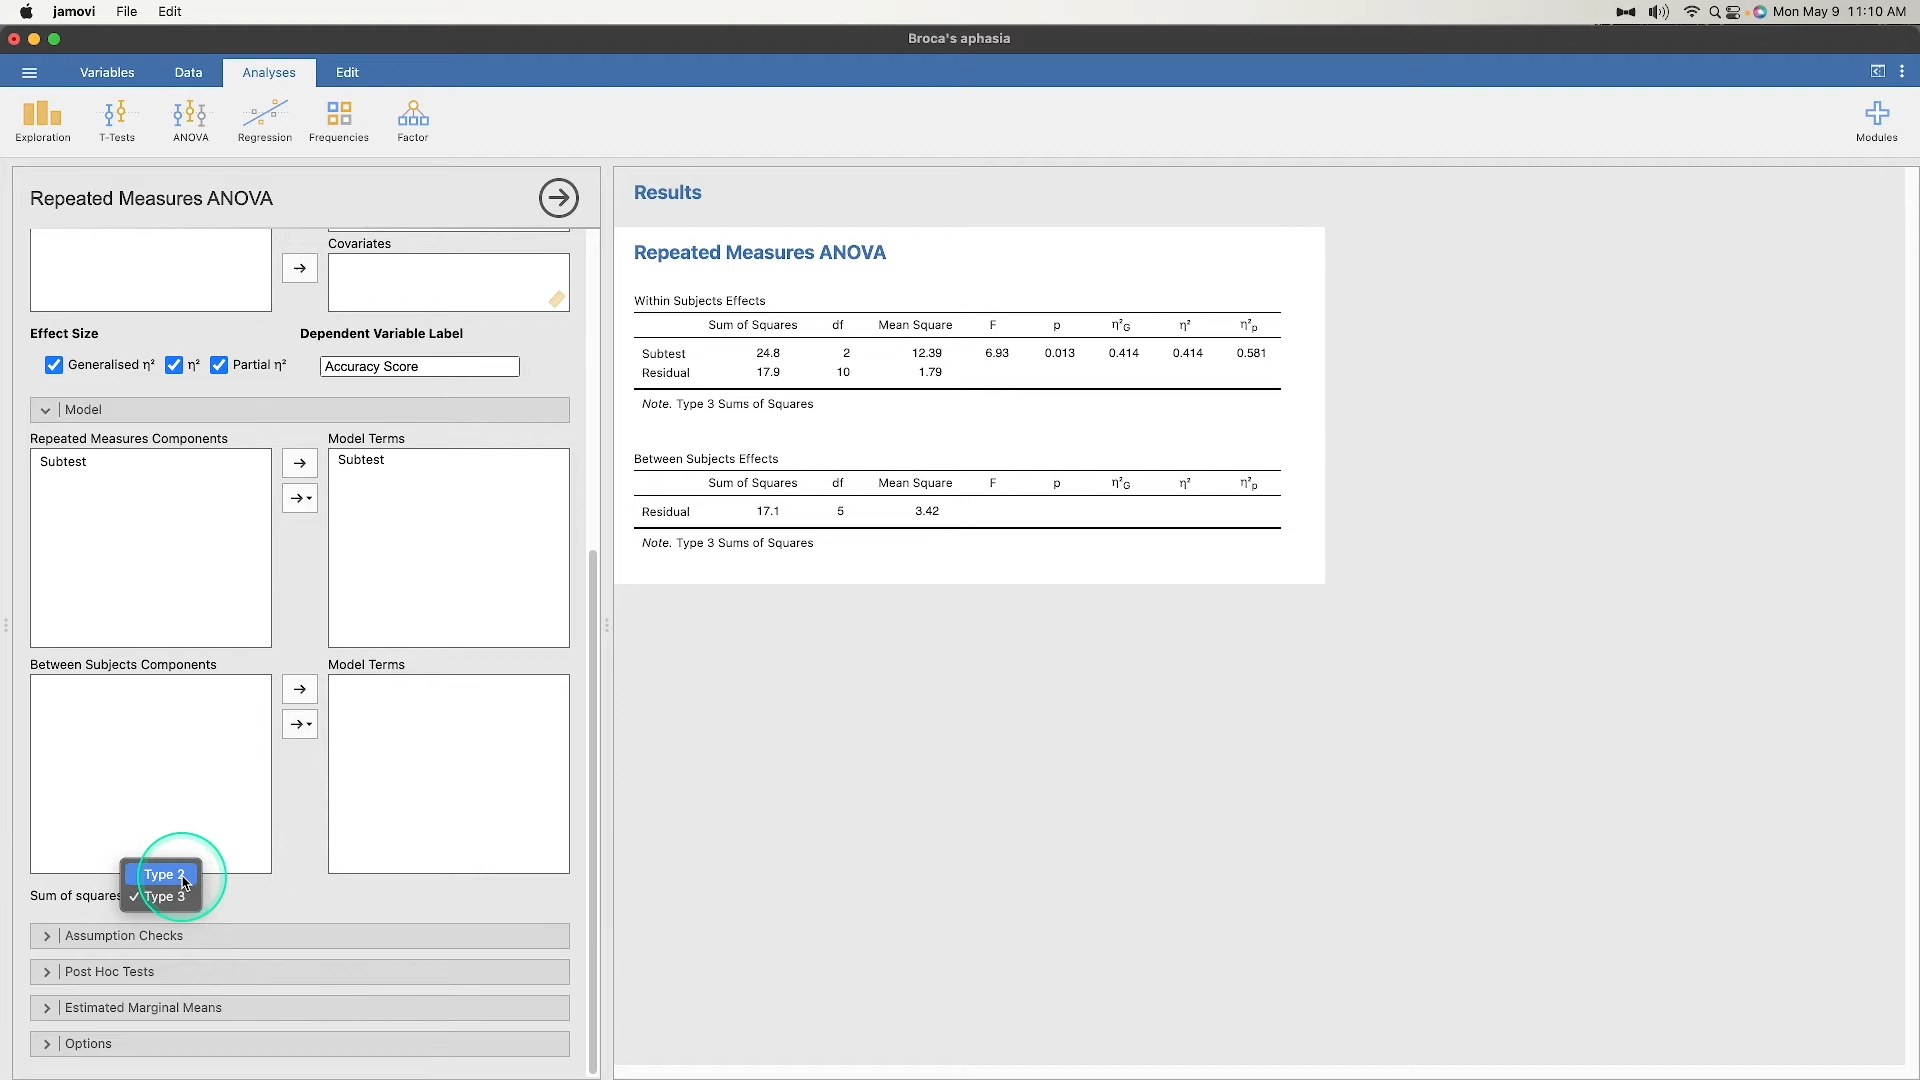 jamovi File Edit
Mon May 9 11:10 AM
Broca's aphasia
Variables Data Analyses Edit
Exploration T-Tests ANOVA Regression Frequencies Factor Modules
Repeated Measures ANOVA
Covariates
Effect Size Dependent Variable Label
Generalised η² η² Partial η² Accuracy Score
Model
Repeated Measures Components Model Terms
Subtest Subtest
Between Subjects Components Model Terms
Type 2
Sum of squares ✓ Type 3
Assumption Checks
Post Hoc Tests
Estimated Marginal Means
Options
Results
Repeated Measures ANOVA
Within Subjects Effects
Sum of Squares df Mean Square F p η²G η² η²p
Subtest 24.8 2 12.39 6.93 0.013 0.414 0.414 0.581
Residual 17.9 10 1.79
Note. Type 3 Sums of Squares
Between Subjects Effects
Sum of Squares df Mean Square F p η²G η² η²p
Residual 17.1 5 3.42
Note. Type 3 Sums of Squares